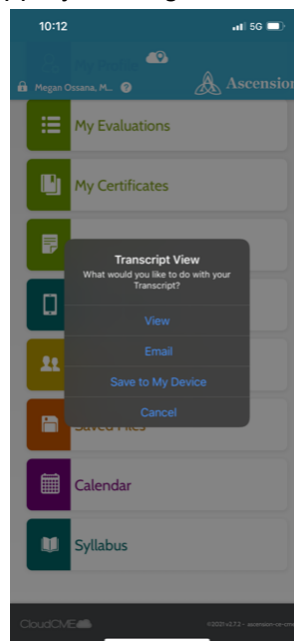 10:12
5G
Megan Ossana, M...
Ascension
My Evaluations
My Certificates
Transcript View
What would you like to do with your
Transcript?
View
Email
Save to My Device
Cancel
Saved Files
Calendar
Syllabus
CloudCME